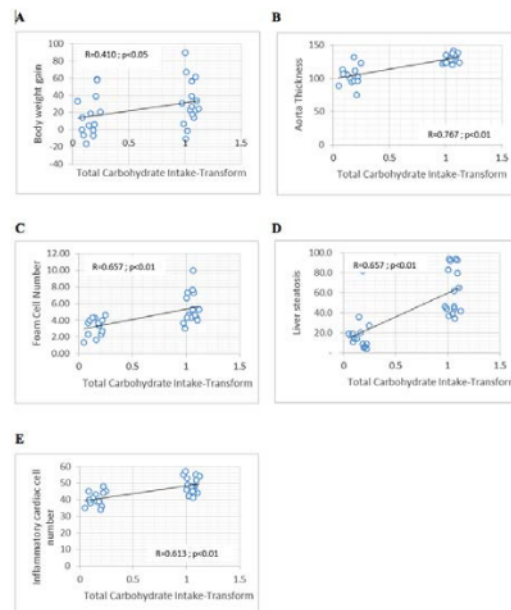 A
R=0.410 ; p<0.05
Body weight gain
100
80
60
40
20
0
-20
-40
0
0.5
1
1.5
Total Carbohydrate Intake-Transform
B
Aorta Thickness
150
100
50
0
R=0.767 ; p<0.01
0
0.5
1
1.5
Total Carbohydrate Intake-Transform
C
R=0.657 ; p<0.01
Foam Cell Number
12.00
10.00
8.00
6.00
4.00
2.00
0.00
0
0.5
1
1.5
Total Carbohydrate Intake-Transform
D
R=0.657 ; p<0.01
Liver steatosis
100.0
80.0
60.0
40.0
20.0
-
0
0.5
1
1.5
Total Carbohydrate Intake-Transform
E
Inflammatory cardiac cell
number
60
50
40
30
20
10
0
R=0.613 ; p<0.01
0
0.5
1
1.5
Total Carbohydrate Intake-Transform